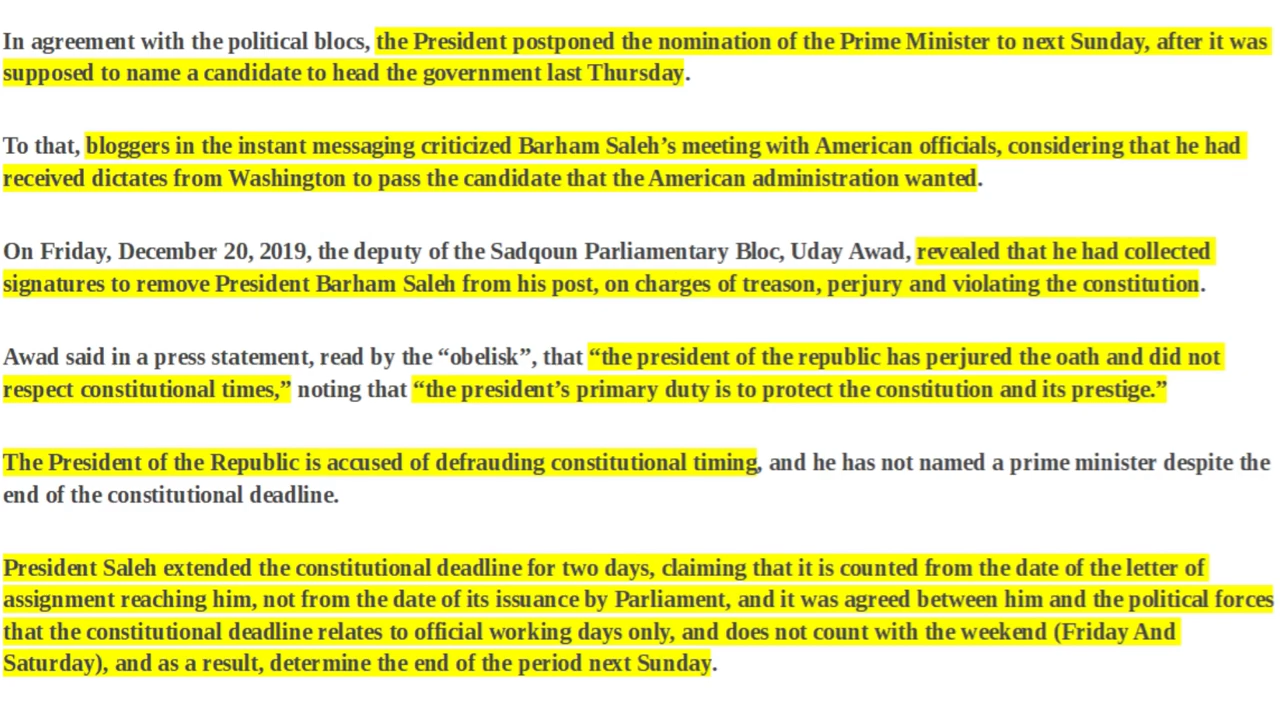 In agreement with the political blocs, the President postponed the nomination of the Prime Minister to next Sunday, after it was
supposed to name a candidate to head the government last Thursday.
To that, bloggers in the instant messaging criticized Barham Saleh’s meeting with American officials, considering that he had
received dictates from Washington to pass the candidate that the American administration wanted.
On Friday, December 20, 2019, the deputy of the Sadqoun Parliamentary Bloc, Uday Awad, revealed that he had collected
signatures to remove President Barham Saleh from his post, on charges of treason, perjury and violating the constitution.
Awad said in a press statement, read by the “obelisk”, that “the president of the republic has perjured the oath and did not
respect constitutional times,” noting that “the president’s primary duty is to protect the constitution and its prestige.”
The President of the Republic is accused of defrauding constitutional timing, and he has not named a prime minister despite the
end of the constitutional deadline.
President Saleh extended the constitutional deadline for two days, claiming that it is counted from the date of the letter of
assignment reaching him, not from the date of its issuance by Parliament, and it was agreed between him and the political forces
that the constitutional deadline relates to official working days only, and does not count with the weekend (Friday And
Saturday), and as a result, determine the end of the period next Sunday.